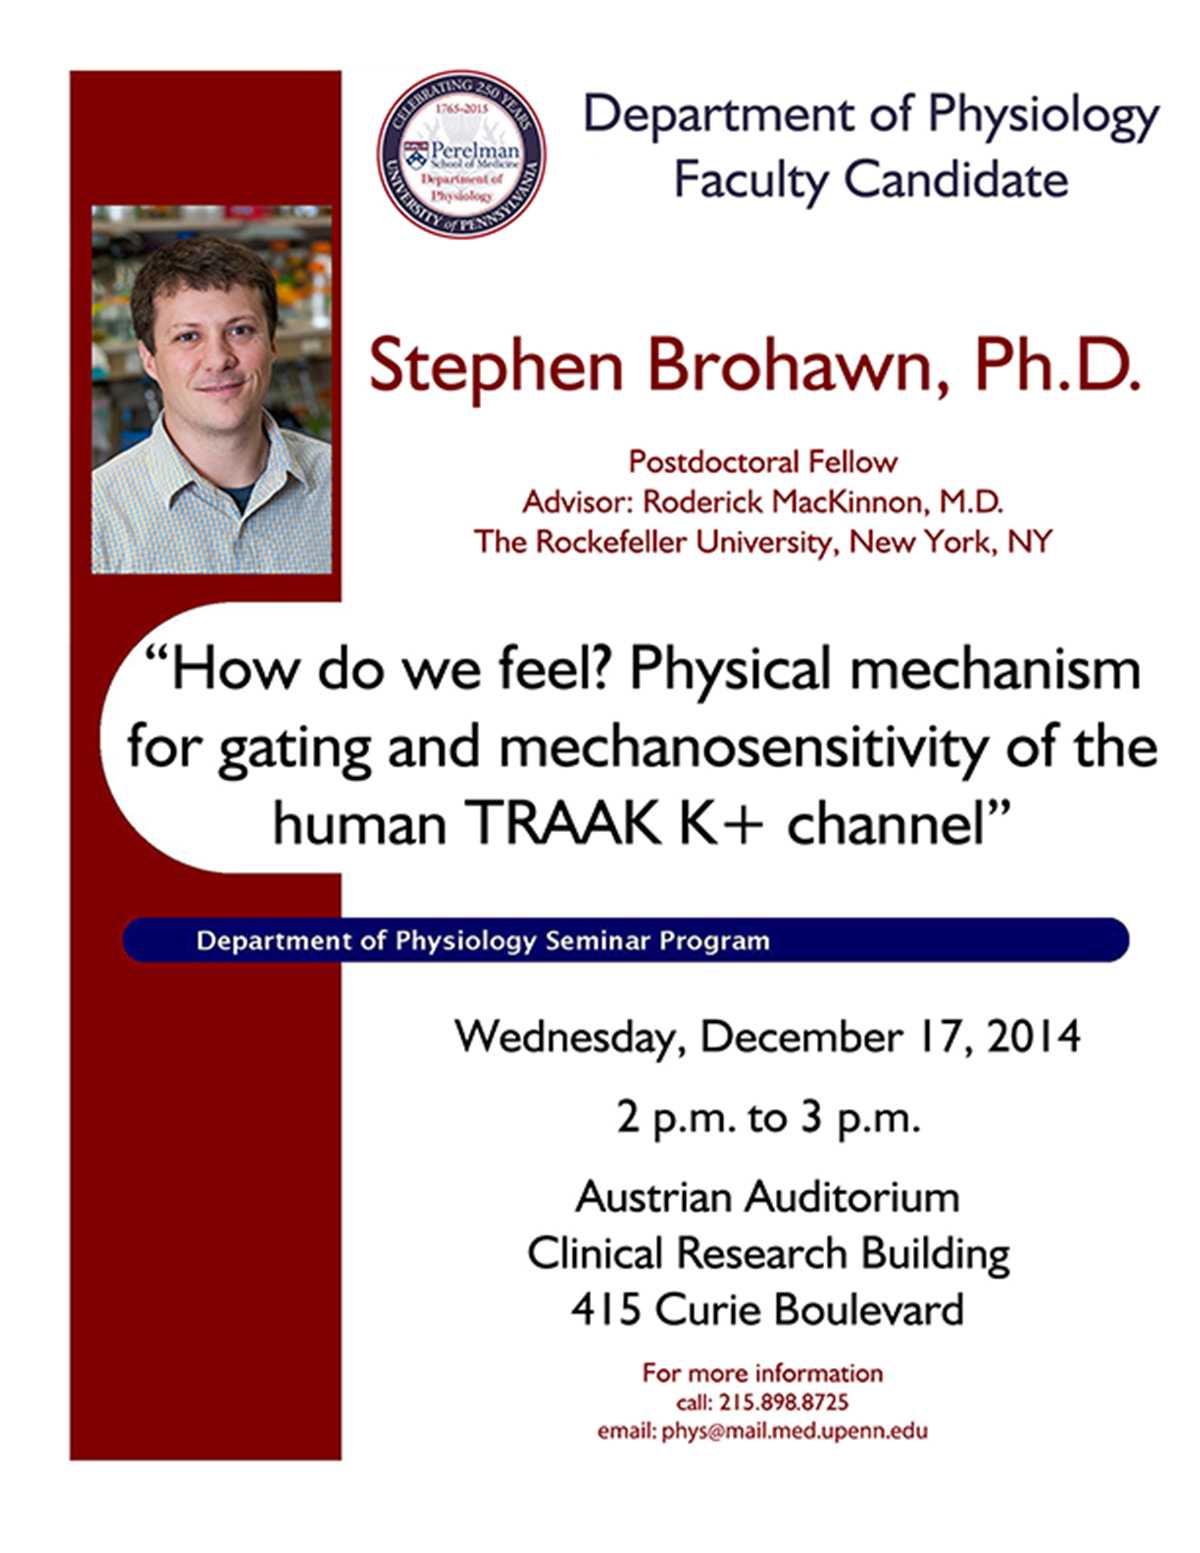 CELEBRATING 250 YEARS
1765-2015
Perelman
School of Medicine
Department of
Physiology
UNIVERSITY of PENNSYLVANIA
Department of Physiology
Faculty Candidate
Stephen Brohawn, Ph.D.
Postdoctoral Fellow
Advisor: Roderick MacKinnon, M.D.
The Rockefeller University, New York, NY
“How do we feel? Physical mechanism
for gating and mechanosensitivity of the
human TRAAK K+ channel”
Department of Physiology Seminar Program
Wednesday, December 17, 2014
2 p.m. to 3 p.m.
Austrian Auditorium
Clinical Research Building
415 Curie Boulevard
For more information
call: 215.898.8725
email: phys@mail.med.upenn.edu